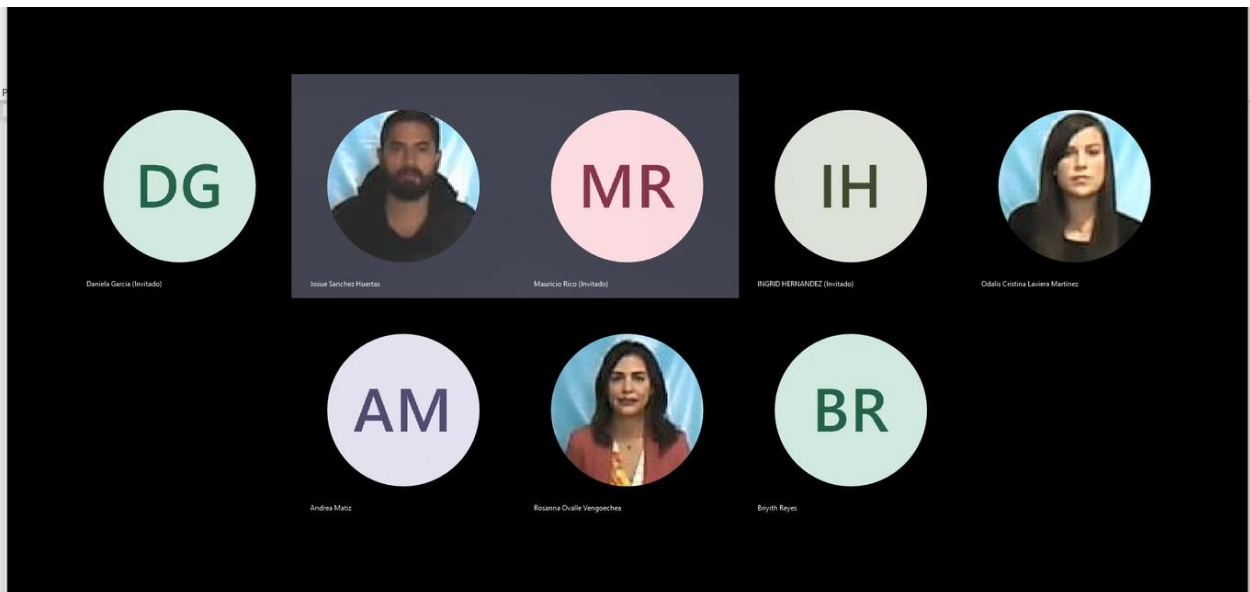 P
DG
MR
IH
Daniela Garcia (Invitado)
Josue Sanchez Huertas
Mauricio Rico (Invitado)
INGRID HERNANDEZ (Invitado)
Odalis Cristina Laviera Martinez
AM
BR
Andrea Matiz
Rosanna Ovalle Vengoechea
Briyith Reyes